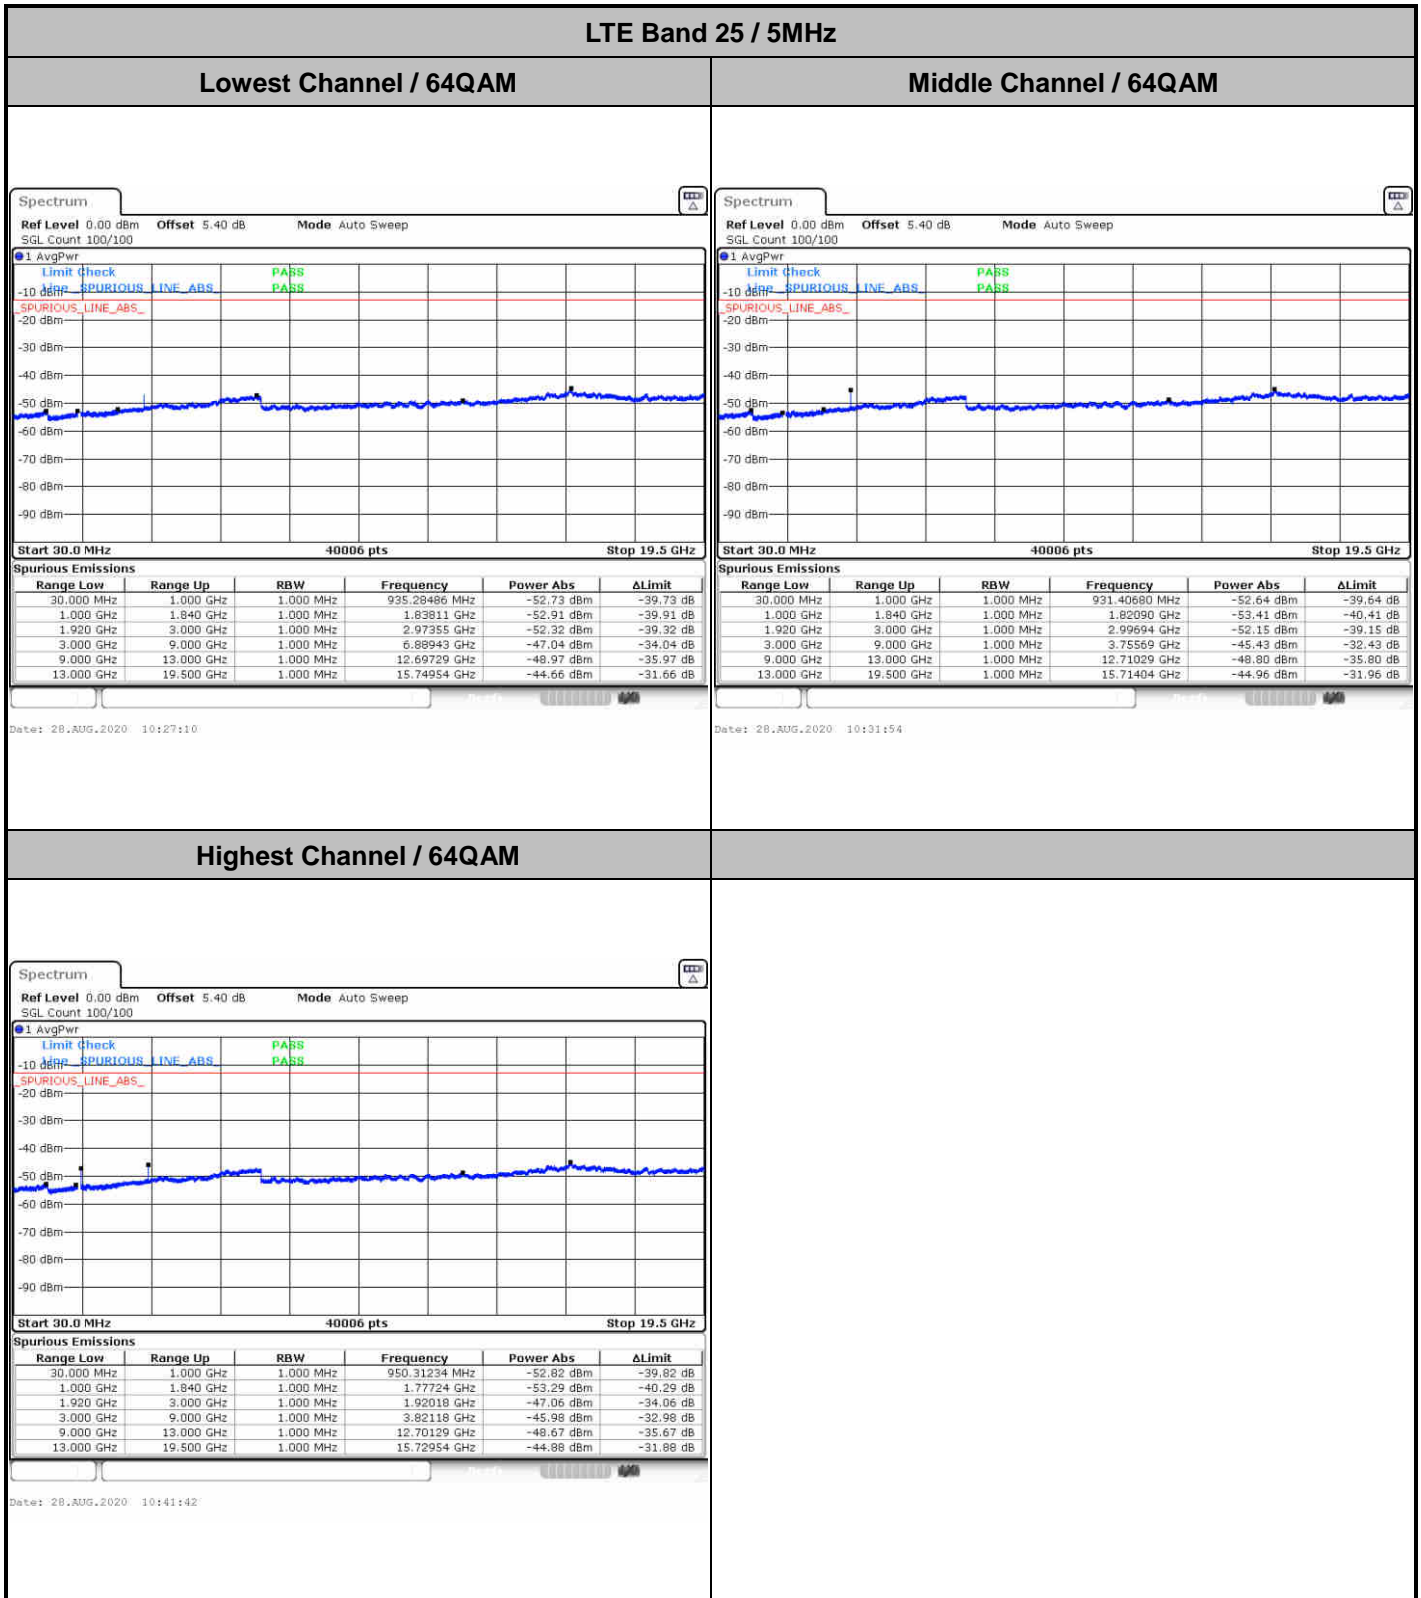 LTE Band 25 / 5MHz
Lowest Channel / 64QAM
Middle Channel / 64QAM
Spectrum
Ref Level 0.00 dBm Offset 5.40 dB Mode Auto Sweep
SGL Count 100/100
1 AvgPwr
Limit Check PASS
Line _SPURIOUS_LINE_ABS_ PASS
-10 dBm
_SPURIOUS_LINE_ABS_
-20 dBm
-30 dBm
-40 dBm
-50 dBm
-60 dBm
-70 dBm
-80 dBm
-90 dBm
Start 30.0 MHz 40006 pts Stop 19.5 GHz
Spurious Emissions
Range Low Range Up RBW Frequency Power Abs ΔLimit
30.000 MHz 1.000 GHz 1.000 MHz 935.28486 MHz -52.73 dBm -39.73 dB
1.000 GHz 1.840 GHz 1.000 MHz 1.83811 GHz -52.91 dBm -39.91 dB
1.920 GHz 3.000 GHz 1.000 MHz 2.97355 GHz -52.32 dBm -39.32 dB
3.000 GHz 9.000 GHz 1.000 MHz 6.88943 GHz -47.04 dBm -34.04 dB
9.000 GHz 13.000 GHz 1.000 MHz 12.69729 GHz -48.97 dBm -35.97 dB
13.000 GHz 19.500 GHz 1.000 MHz 15.74954 GHz -44.66 dBm -31.66 dB
Date: 28.AUG.2020 10:27:10
Spectrum
Ref Level 0.00 dBm Offset 5.40 dB Mode Auto Sweep
SGL Count 100/100
1 AvgPwr
Limit Check PASS
Line _SPURIOUS_LINE_ABS_ PASS
-10 dBm
_SPURIOUS_LINE_ABS_
-20 dBm
-30 dBm
-40 dBm
-50 dBm
-60 dBm
-70 dBm
-80 dBm
-90 dBm
Start 30.0 MHz 40006 pts Stop 19.5 GHz
Spurious Emissions
Range Low Range Up RBW Frequency Power Abs ΔLimit
30.000 MHz 1.000 GHz 1.000 MHz 931.40680 MHz -52.64 dBm -39.64 dB
1.000 GHz 1.840 GHz 1.000 MHz 1.82090 GHz -53.41 dBm -40.41 dB
1.920 GHz 3.000 GHz 1.000 MHz 2.99694 GHz -52.15 dBm -39.15 dB
3.000 GHz 9.000 GHz 1.000 MHz 3.75569 GHz -45.43 dBm -32.43 dB
9.000 GHz 13.000 GHz 1.000 MHz 12.71029 GHz -48.80 dBm -35.80 dB
13.000 GHz 19.500 GHz 1.000 MHz 15.71404 GHz -44.96 dBm -31.96 dB
Date: 28.AUG.2020 10:31:54
Highest Channel / 64QAM
Spectrum
Ref Level 0.00 dBm Offset 5.40 dB Mode Auto Sweep
SGL Count 100/100
1 AvgPwr
Limit Check PASS
Line _SPURIOUS_LINE_ABS_ PASS
-10 dBm
_SPURIOUS_LINE_ABS_
-20 dBm
-30 dBm
-40 dBm
-50 dBm
-60 dBm
-70 dBm
-80 dBm
-90 dBm
Start 30.0 MHz 40006 pts Stop 19.5 GHz
Spurious Emissions
Range Low Range Up RBW Frequency Power Abs ΔLimit
30.000 MHz 1.000 GHz 1.000 MHz 950.31234 MHz -52.82 dBm -39.82 dB
1.000 GHz 1.840 GHz 1.000 MHz 1.77724 GHz -53.29 dBm -40.29 dB
1.920 GHz 3.000 GHz 1.000 MHz 1.92018 GHz -47.06 dBm -34.06 dB
3.000 GHz 9.000 GHz 1.000 MHz 3.82118 GHz -45.98 dBm -32.98 dB
9.000 GHz 13.000 GHz 1.000 MHz 12.70129 GHz -48.67 dBm -35.67 dB
13.000 GHz 19.500 GHz 1.000 MHz 15.72954 GHz -44.88 dBm -31.88 dB
Date: 28.AUG.2020 10:41:42